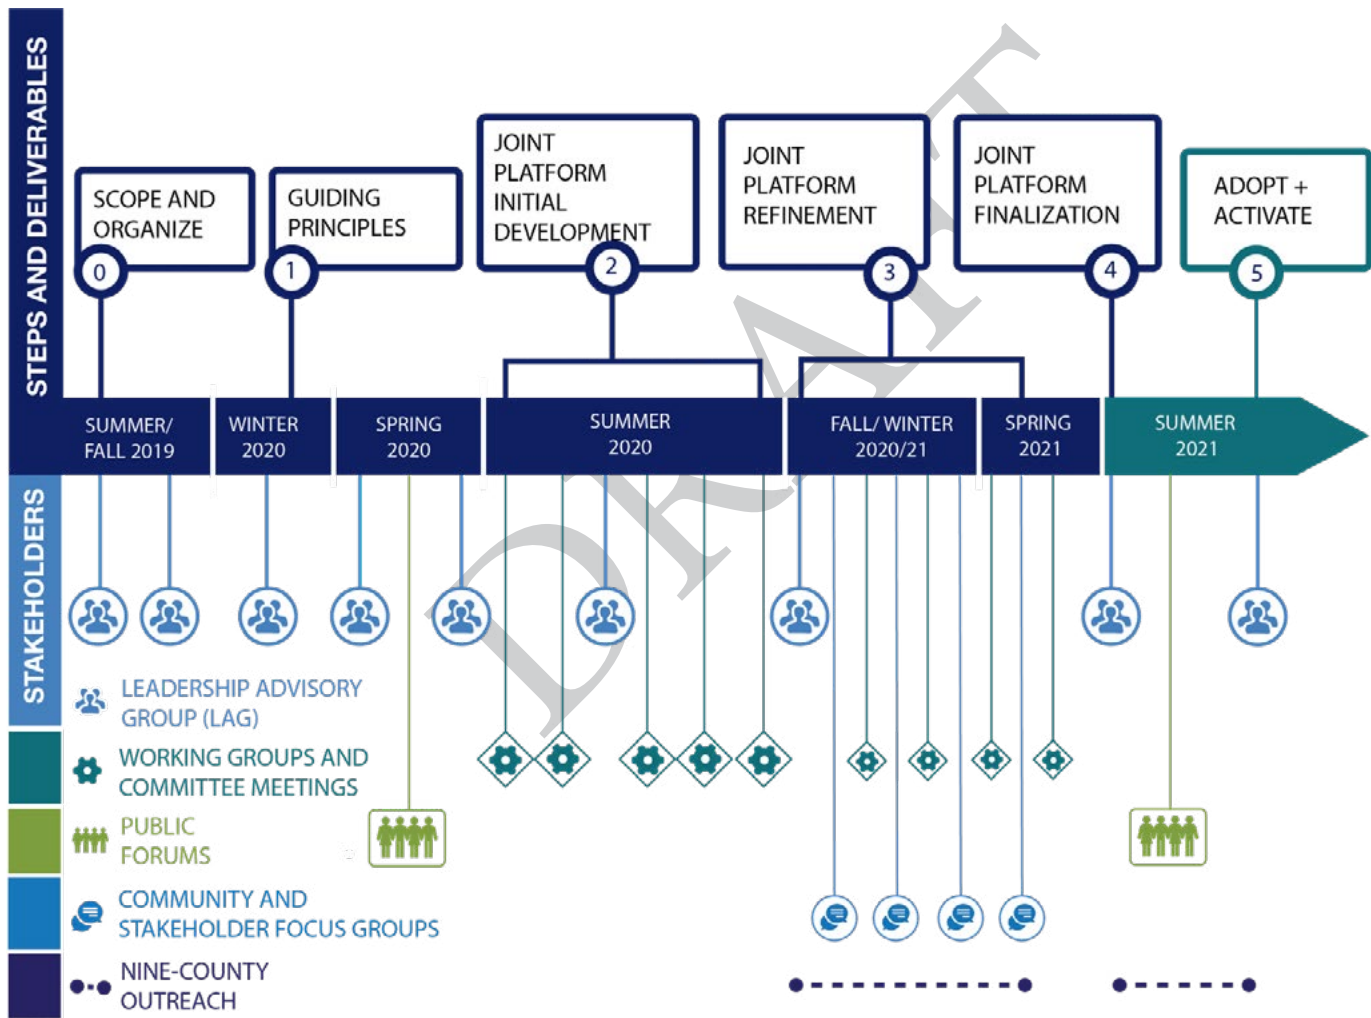 STEPS AND DELIVERABLES
SCOPE AND
ORGANIZE
0
GUIDING
PRINCIPLES
1
JOINT
PLATFORM
INITIAL
DEVELOPMENT
2
JOINT
PLATFORM
REFINEMENT
3
JOINT
PLATFORM
FINALIZATION
4
ADOPT +
ACTIVATE
5
SUMMER/
FALL 2019
WINTER
2020
SPRING
2020
SUMMER
2020
FALL/ WINTER
2020/21
SPRING
2021
SUMMER
2021
DRAFT
STAKEHOLDERS
LEADERSHIP ADVISORY
GROUP (LAG)
WORKING GROUPS AND
COMMITTEE MEETINGS
PUBLIC
FORUMS
COMMUNITY AND
STAKEHOLDER FOCUS GROUPS
NINE-COUNTY
OUTREACH